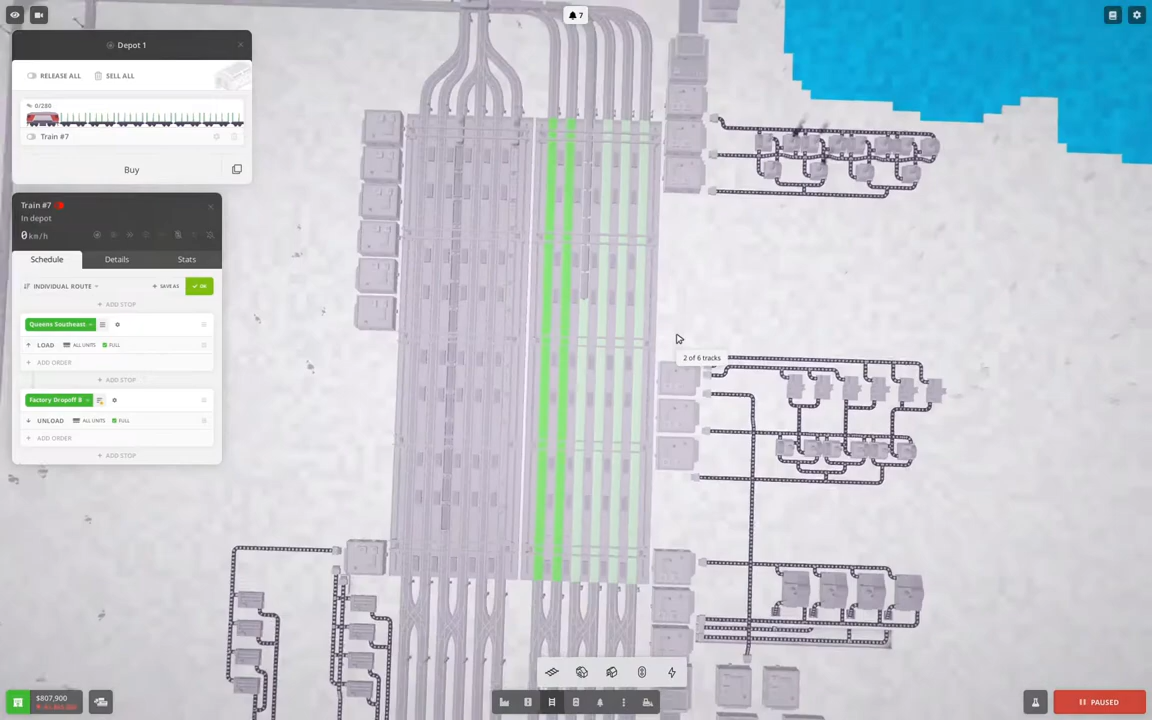 7
Depot 1
RELEASE ALL
SELL ALL
0/280
Train #7
Buy
Train #7
In depot
0 km/h
Schedule
Details
Stats
INDIVIDUAL ROUTE
+ SAVE AS
OK
+ ADD STOP
Queens Southeast
LOAD
ALL UNITS
FULL
+ ADD ORDER
+ ADD STOP
Factory Dropoff B
UNLOAD
ALL UNITS
FULL
+ ADD ORDER
+ ADD STOP
2 of 6 tracks
$807,900
PAUSED